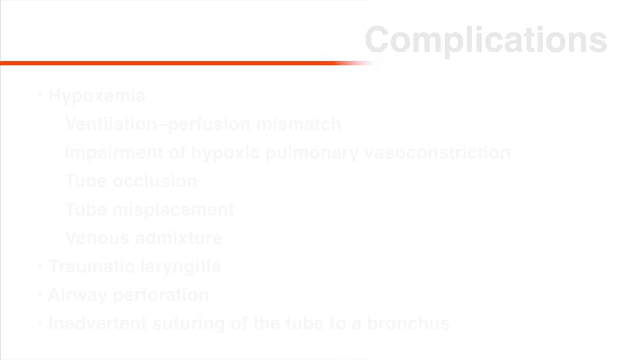 Complications
• Hypoxemia
Ventilation–perfusion mismatch
Impairment of hypoxic pulmonary vasoconstriction
Tube occlusion
Tube misplacement
Venous admixture
• Traumatic laryngitis
• Airway perforation
• Inadvertent suturing of the tube to a bronchus